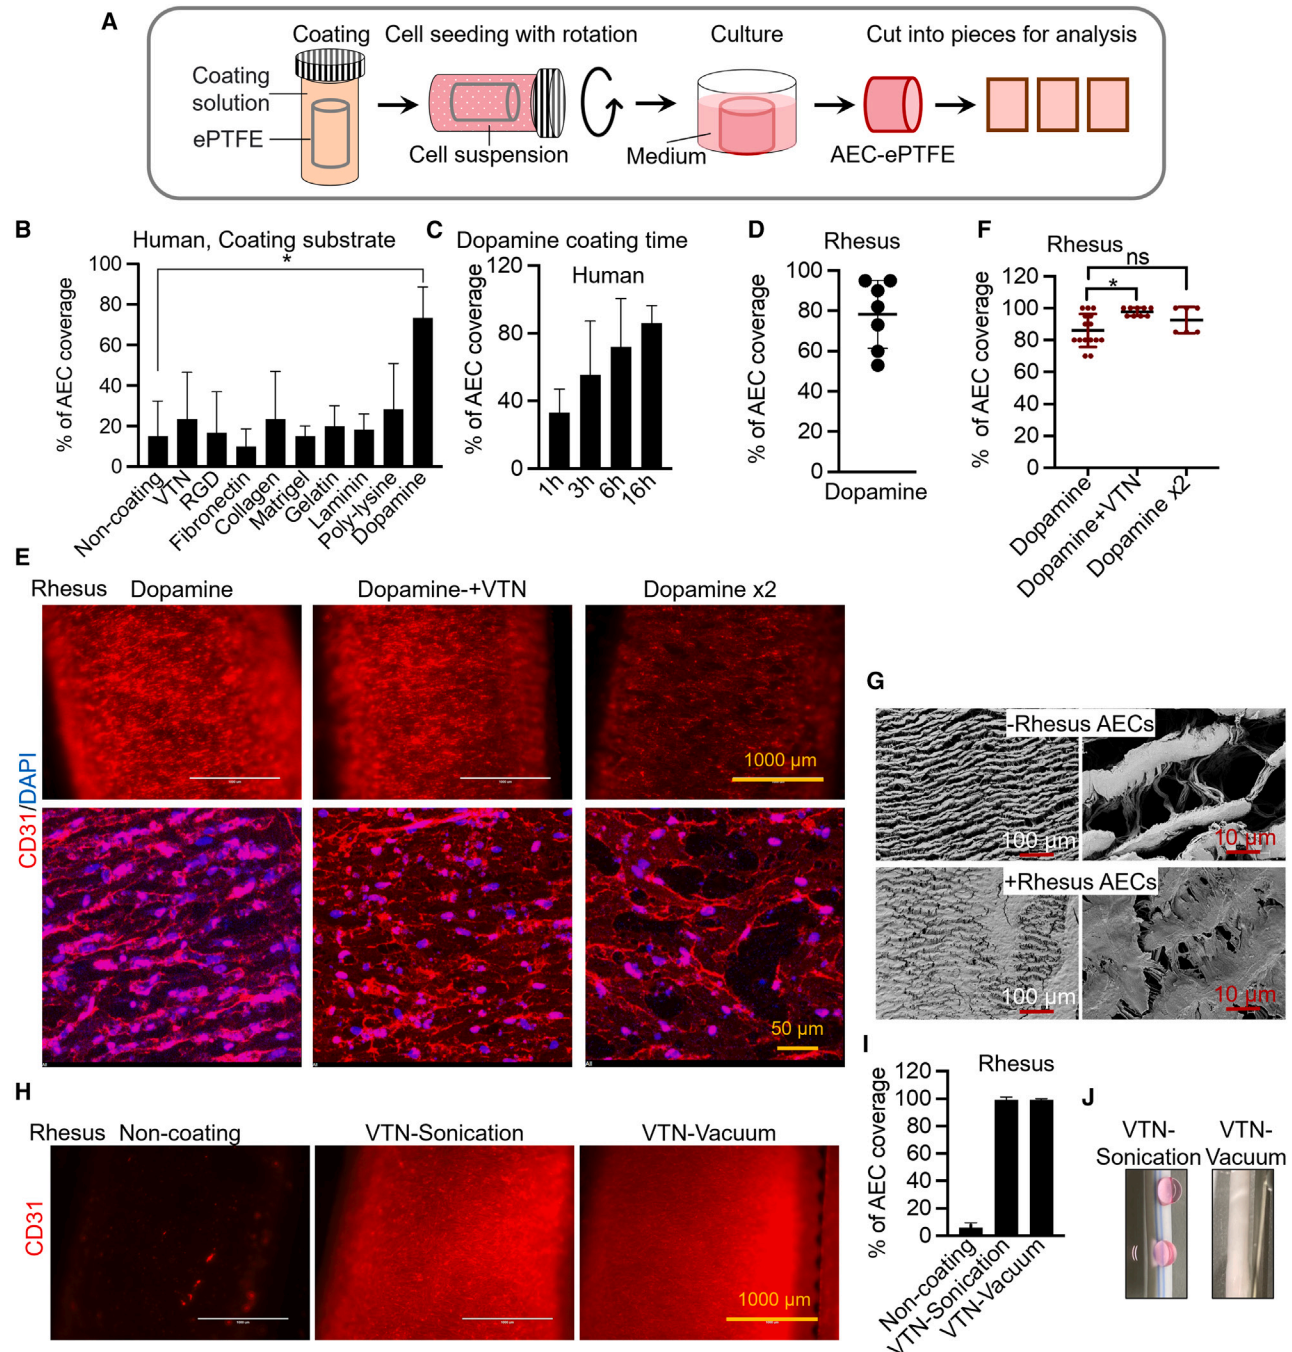 A
Coating
Cell seeding with rotation
Culture
Cut into pieces for analysis
Coating
solution
ePTFE
Cell suspension
Medium
AEC-ePTFE
B
Human, Coating substrate
*
% of AEC coverage
100
80
60
40
20
0
Non-coating
VTN
RGD
Fibronectin
Collagen
Matrigel
Gelatin
Laminin
Poly-lysine
Dopamine
C
Dopamine coating time
Human
% of AEC coverage
120
80
40
0
1h
3h
6h
16h
D
Rhesus
% of AEC coverage
100
80
60
40
20
0
Dopamine
F
Rhesus
ns
*
% of AEC coverage
120
100
80
60
40
20
0
Dopamine
Dopamine+VTN
Dopamine x2
E
Rhesus
Dopamine
Dopamine-+VTN
Dopamine x2
CD31/DAPI
1000 µm
50 µm
G
-Rhesus AECs
100 µm
10 µm
+Rhesus AECs
100 µm
10 µm
H
Rhesus
Non-coating
VTN-Sonication
VTN-Vacuum
CD31
1000 µm
I
Rhesus
% of AEC coverage
120
100
80
60
40
20
0
Non-coating
VTN-Sonication
VTN-Vacuum
J
VTN-
Sonication
VTN-
Vacuum